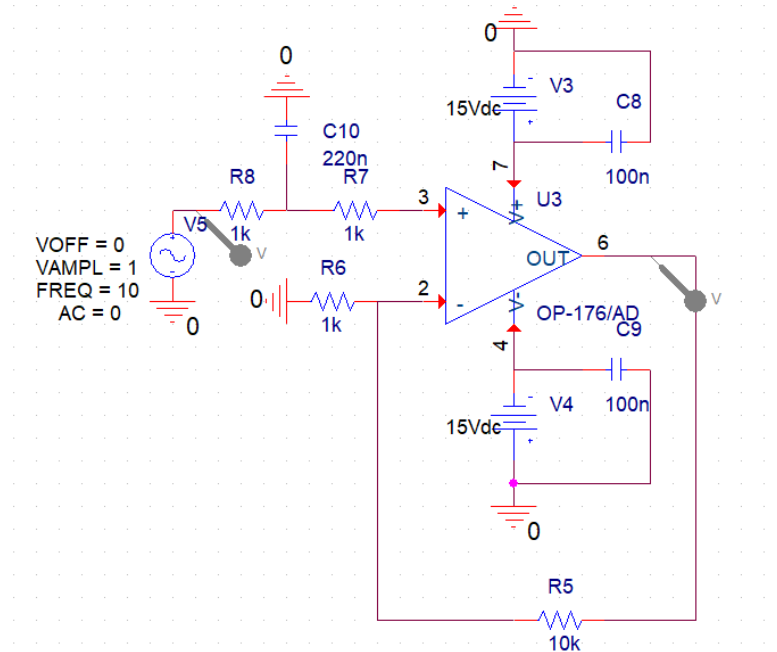 0
0
V3
15Vdc
C8
C10
220n
100n
7
R8
R7
3
U3
V5
1k
1k
+
V+
V
VOFF = 0
VAMPL = 1
FREQ = 10
AC = 0
R6
OUT
6
0
2
-
V-
V
0
1k
OP-176/AD
C9
4
15Vdc
V4
100n
0
R5
10k